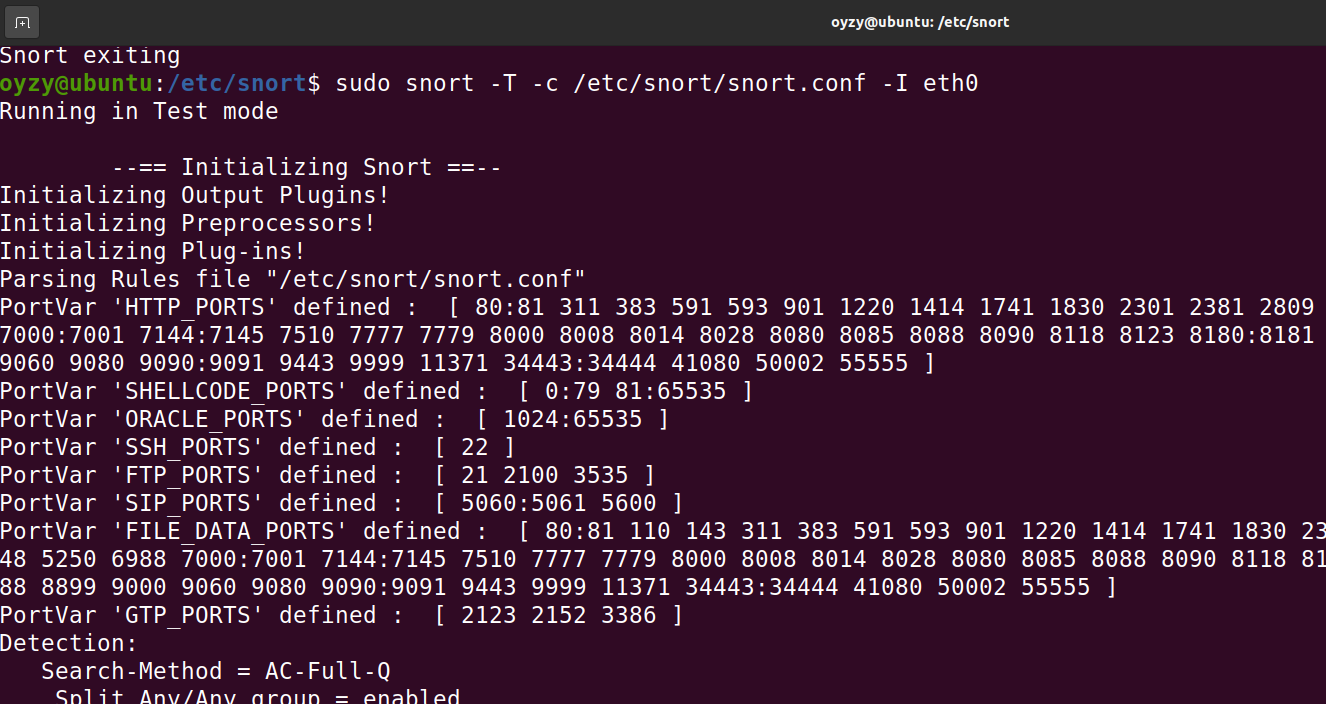 oyzy@ubuntu: /etc/snort
Snort exiting
oyzy@ubuntu:/etc/snort$ sudo snort -T -c /etc/snort/snort.conf -I eth0
Running in Test mode
--== Initializing Snort ==--
Initializing Output Plugins!
Initializing Preprocessors!
Initializing Plug-ins!
Parsing Rules file "/etc/snort/snort.conf"
PortVar 'HTTP_PORTS' defined :  [ 80:81 311 383 591 593 901 1220 1414 1741 1830 2301 2381 2809
7000:7001 7144:7145 7510 7777 7779 8000 8008 8014 8028 8080 8085 8088 8090 8118 8123 8180:8181
9060 9080 9090:9091 9443 9999 11371 34443:34444 41080 50002 55555 ]
PortVar 'SHELLCODE_PORTS' defined :  [ 0:79 81:65535 ]
PortVar 'ORACLE_PORTS' defined :  [ 1024:65535 ]
PortVar 'SSH_PORTS' defined :  [ 22 ]
PortVar 'FTP_PORTS' defined :  [ 21 2100 3535 ]
PortVar 'SIP_PORTS' defined :  [ 5060:5061 5600 ]
PortVar 'FILE_DATA_PORTS' defined :  [ 80:81 110 143 311 383 591 593 901 1220 1414 1741 1830 23
48 5250 6988 7000:7001 7144:7145 7510 7777 7779 8000 8008 8014 8028 8080 8085 8088 8090 8118 81
88 8899 9000 9060 9080 9090:9091 9443 9999 11371 34443:34444 41080 50002 55555 ]
PortVar 'GTP_PORTS' defined :  [ 2123 2152 3386 ]
Detection:
Search-Method = AC-Full-Q
Split Any/Any group = enabled